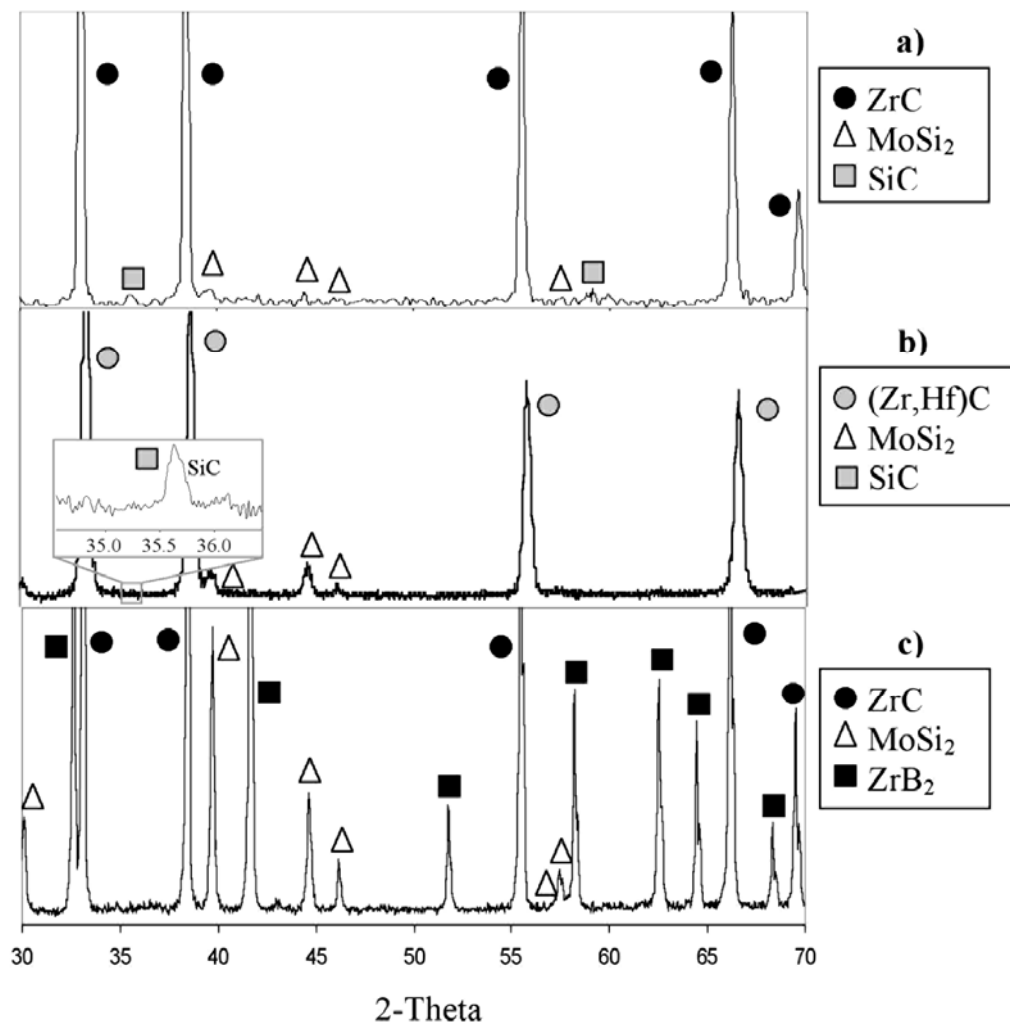 a)
ZrC
MoSi₂
SiC
b)
(Zr,Hf)C
MoSi₂
SiC
SiC
35.0 35.5 36.0
c)
ZrC
MoSi₂
ZrB₂
30 35 40 45 50 55 60 65 70
2-Theta